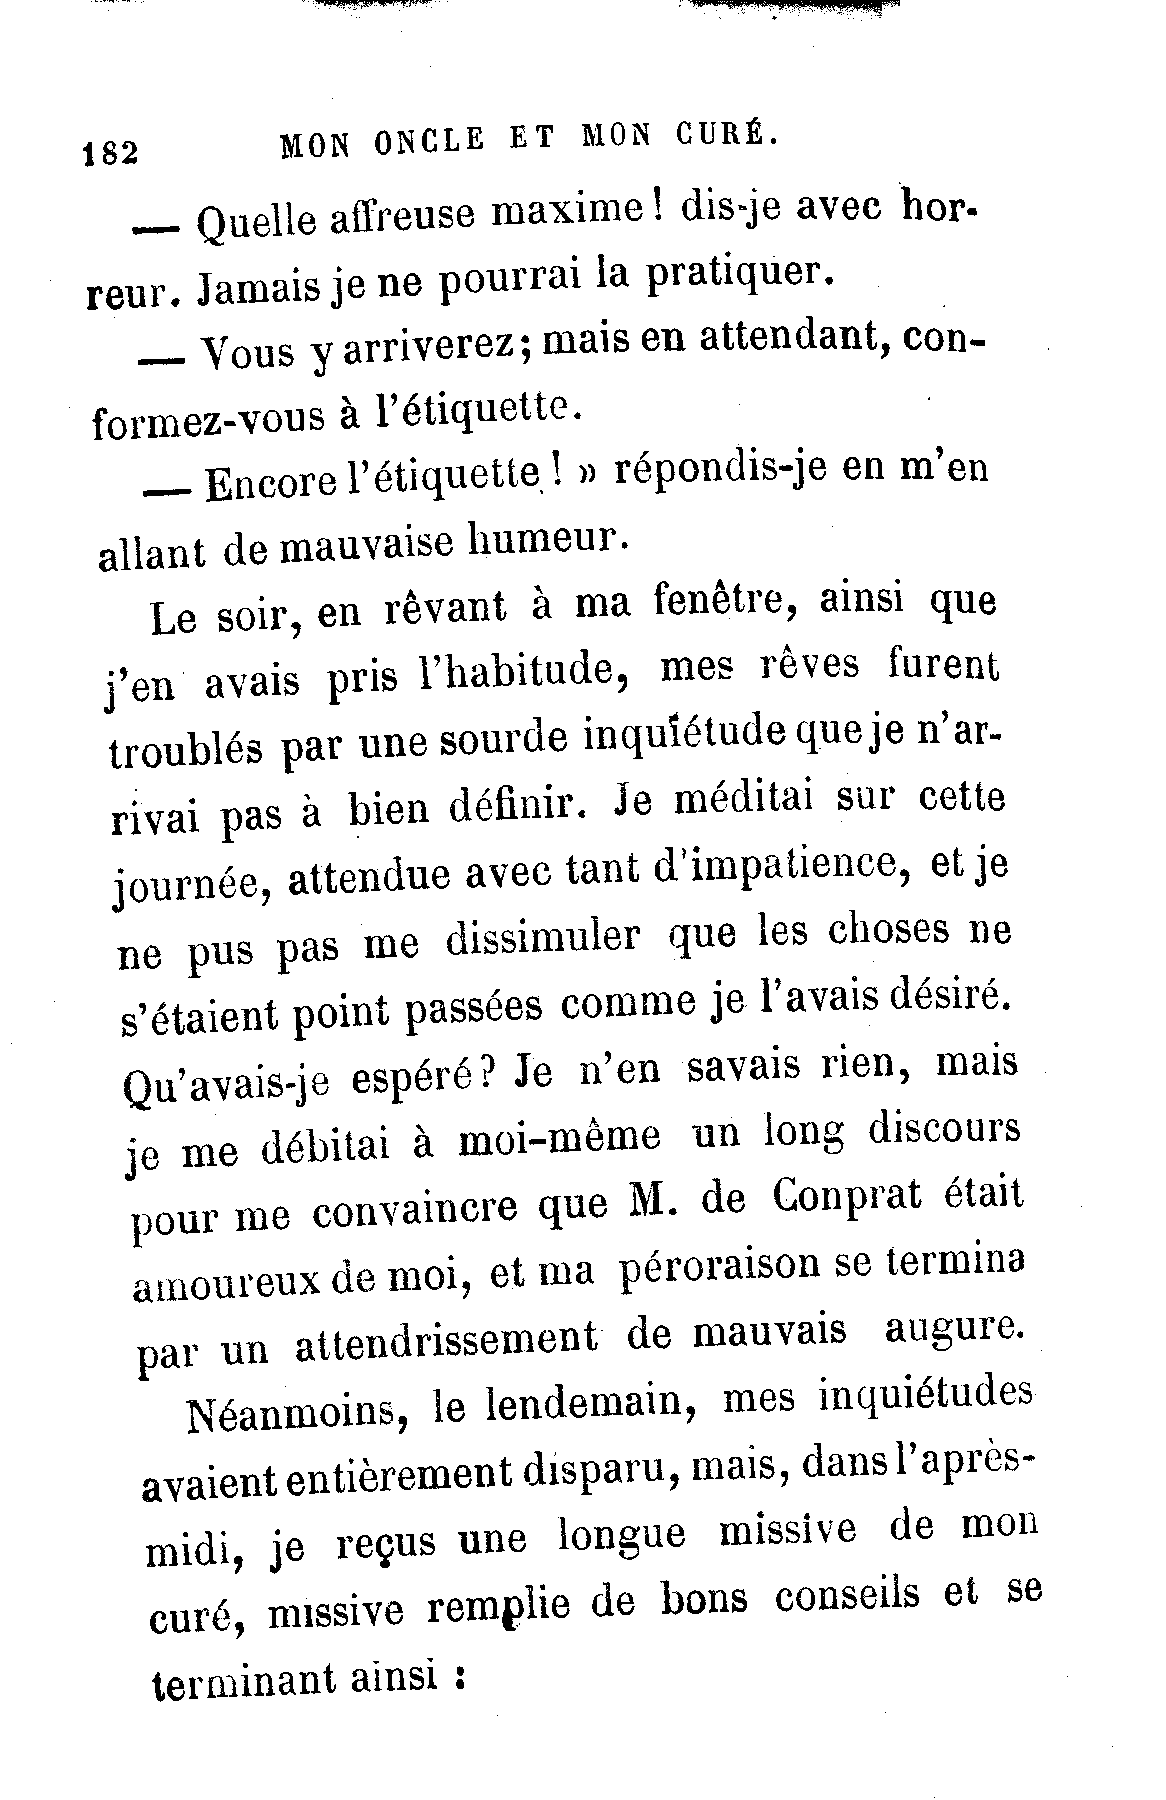 182 MON ONCLE ET MON CURÉ.
— Quelle affreuse maxime ! dis-je avec hor-
reur. Jamais je ne pourrai la pratiquer.
— Vous y arriverez ; mais en attendant, con-
formez-vous à l'étiquette.
— Encore l'étiquette ! » répondis-je en m'en
allant de mauvaise humeur.
Le soir, en rêvant à ma fenêtre, ainsi que
j'en avais pris l'habitude, mes rêves furent
troublés par une sourde inquiétude que je n'ar-
rivai pas à bien définir. Je méditai sur cette
journée, attendue avec tant d'impatience, et je
ne pus pas me dissimuler que les choses ne
s'étaient point passées comme je l'avais désiré.
Qu'avais-je espéré ? Je n'en savais rien, mais
je me débitai à moi-même un long discours
pour me convaincre que M. de Conprat était
amoureux de moi, et ma péroraison se termina
par un attendrissement de mauvais augure.
Néanmoins, le lendemain, mes inquiétudes
avaient entièrement disparu, mais, dans l'après-
midi, je reçus une longue missive de mon
curé, missive remplie de bons conseils et se
terminant ainsi :